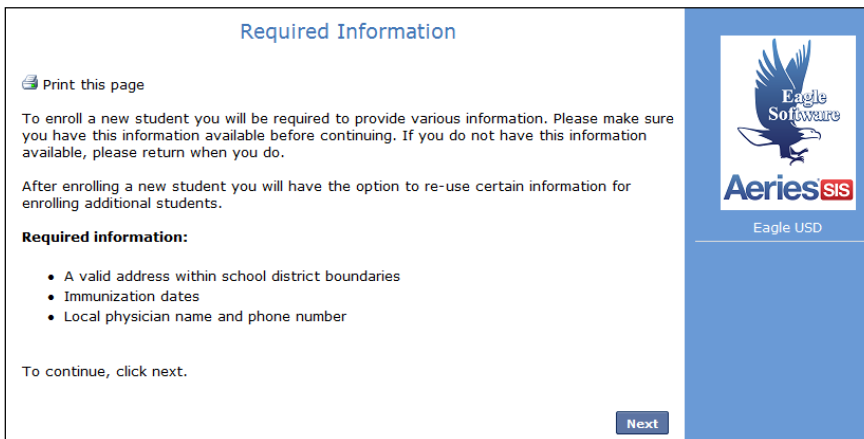 Required Information
Print this page
To enroll a new student you will be required to provide various information. Please make sure
you have this information available before continuing. If you do not have this information
available, please return when you do.
After enrolling a new student you will have the option to re-use certain information for
enrolling additional students.
Required information:
• A valid address within school district boundaries
• Immunization dates
• Local physician name and phone number
To continue, click next.
Next
Eagle
Software
Aeries SIS
Eagle USD